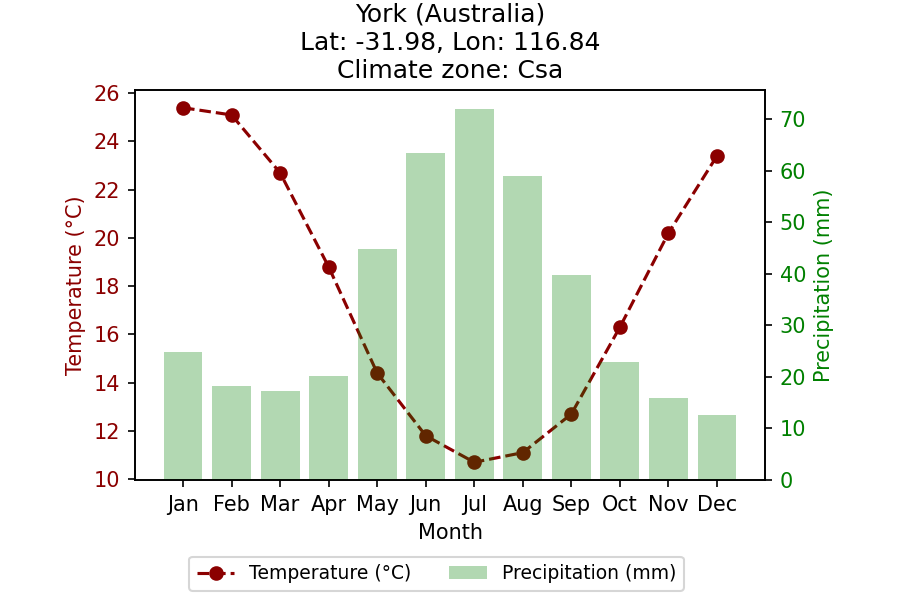 York (Australia)
Lat: -31.98, Lon: 116.84
Climate zone: Csa
Temperature (°C)
26
24
22
20
18
16
14
12
10
Precipitation (mm)
70
60
50
40
30
20
10
0
Jan Feb Mar Apr May Jun Jul Aug Sep Oct Nov Dec
Month
Temperature (°C) Precipitation (mm)